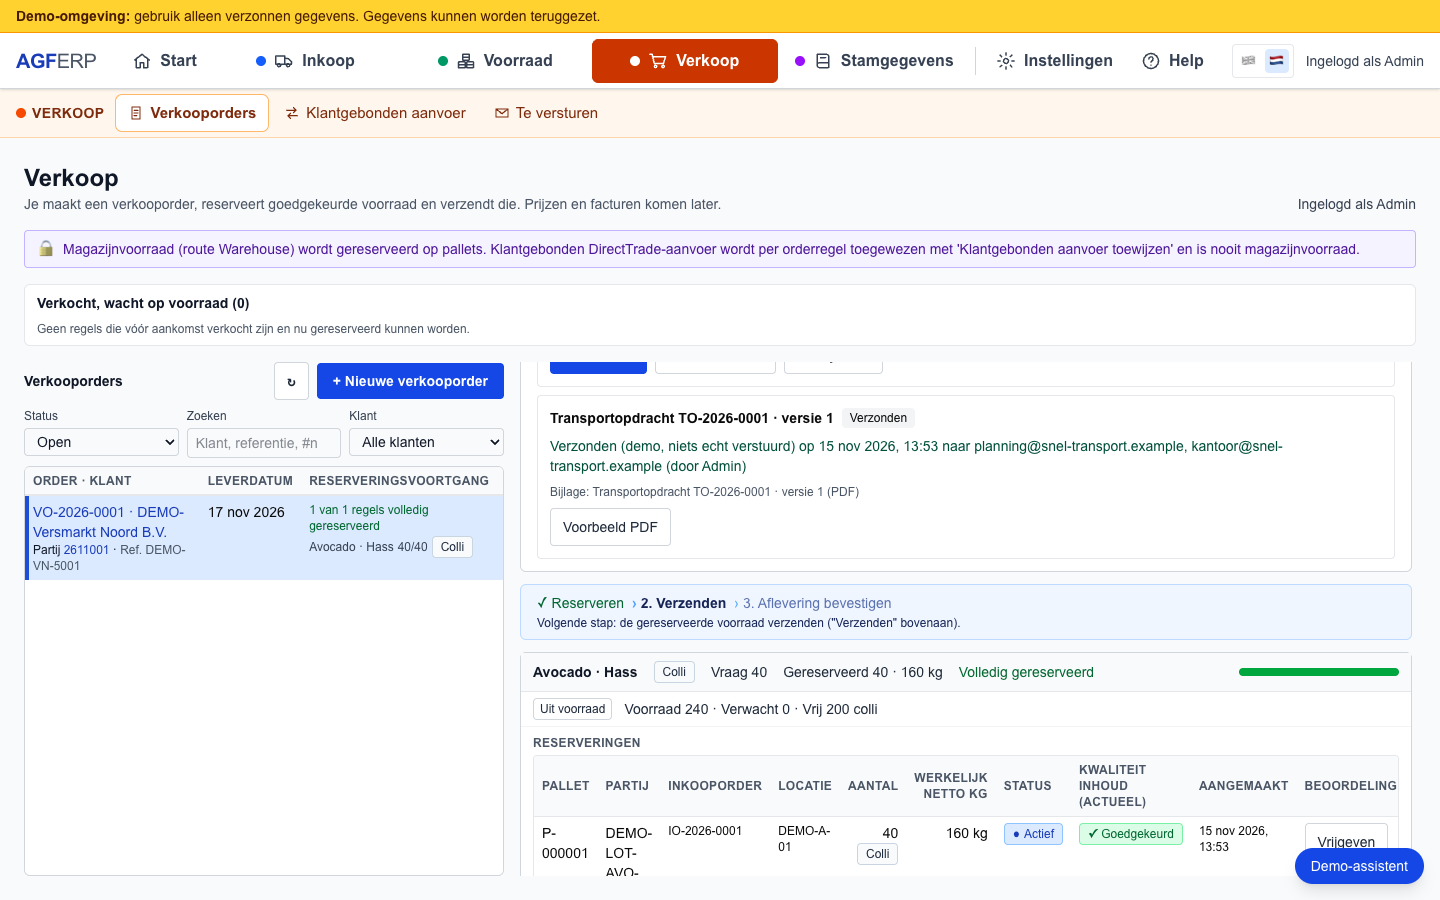 Demo-omgeving: gebruik alleen verzonnen gegevens. Gegevens kunnen worden teruggezet.
AGFERP
Start
Inkoop
Voorraad
Verkoop
Stamgegevens
Instellingen
Help
Ingelogd als Admin
VERKOOP
Verkooporders
Klantgebonden aanvoer
Te versturen
Verkoop
Je maakt een verkooporder, reserveert goedgekeurde voorraad en verzendt die. Prijzen en facturen komen later.
Ingelogd als Admin
Magazijnvoorraad (route Warehouse) wordt gereserveerd op pallets. Klantgebonden DirectTrade-aanvoer wordt per orderregel toegewezen met 'Klantgebonden aanvoer toewijzen' en is nooit magazijnvoorraad.
Verkocht, wacht op voorraad (0)
Geen regels die vóór aankomst verkocht zijn en nu gereserveerd kunnen worden.
Verkooporders
↻
+ Nieuwe verkooporder
Status
Zoeken
Klant
Open
Klant, referentie, #n
Alle klanten
ORDER · KLANT
LEVERDATUM
RESERVERINGSVOORTGANG
VO-2026-0001 · DEMO-
Versmarkt Noord B.V.
Partij 2611001 · Ref. DEMO-
VN-5001
17 nov 2026
1 van 1 regels volledig
gereserveerd
Avocado · Hass 40/40 Colli
Transportopdracht TO-2026-0001 · versie 1 Verzonden
Verzonden (demo, niets echt verstuurd) op 15 nov 2026, 13:53 naar planning@snel-transport.example, kantoor@snel-
transport.example (door Admin)
Bijlage: Transportopdracht TO-2026-0001 · versie 1 (PDF)
Voorbeeld PDF
✓ Reserveren › 2. Verzenden › 3. Aflevering bevestigen
Volgende stap: de gereserveerde voorraad verzenden ("Verzenden" bovenaan).
Avocado · Hass Colli Vraag 40 Gereserveerd 40 · 160 kg Volledig gereserveerd
Uit voorraad Voorraad 240 · Verwacht 0 · Vrij 200 colli
RESERVERINGEN
PALLET
PARTIJ
INKOOPORDER
LOCATIE
AANTAL
WERKELIJK
NETTO KG
STATUS
KWALITEIT
INHOUD
(ACTUEEL)
AANGEMAAKT
BEOORDELING
P-
000001
DEMO-
LOT-
AVO-
IO-2026-0001
DEMO-A-
01
40
Colli
160 kg
Actief
✓ Goedgekeurd
15 nov 2026,
13:53
Vrijgeven
Demo-assistent